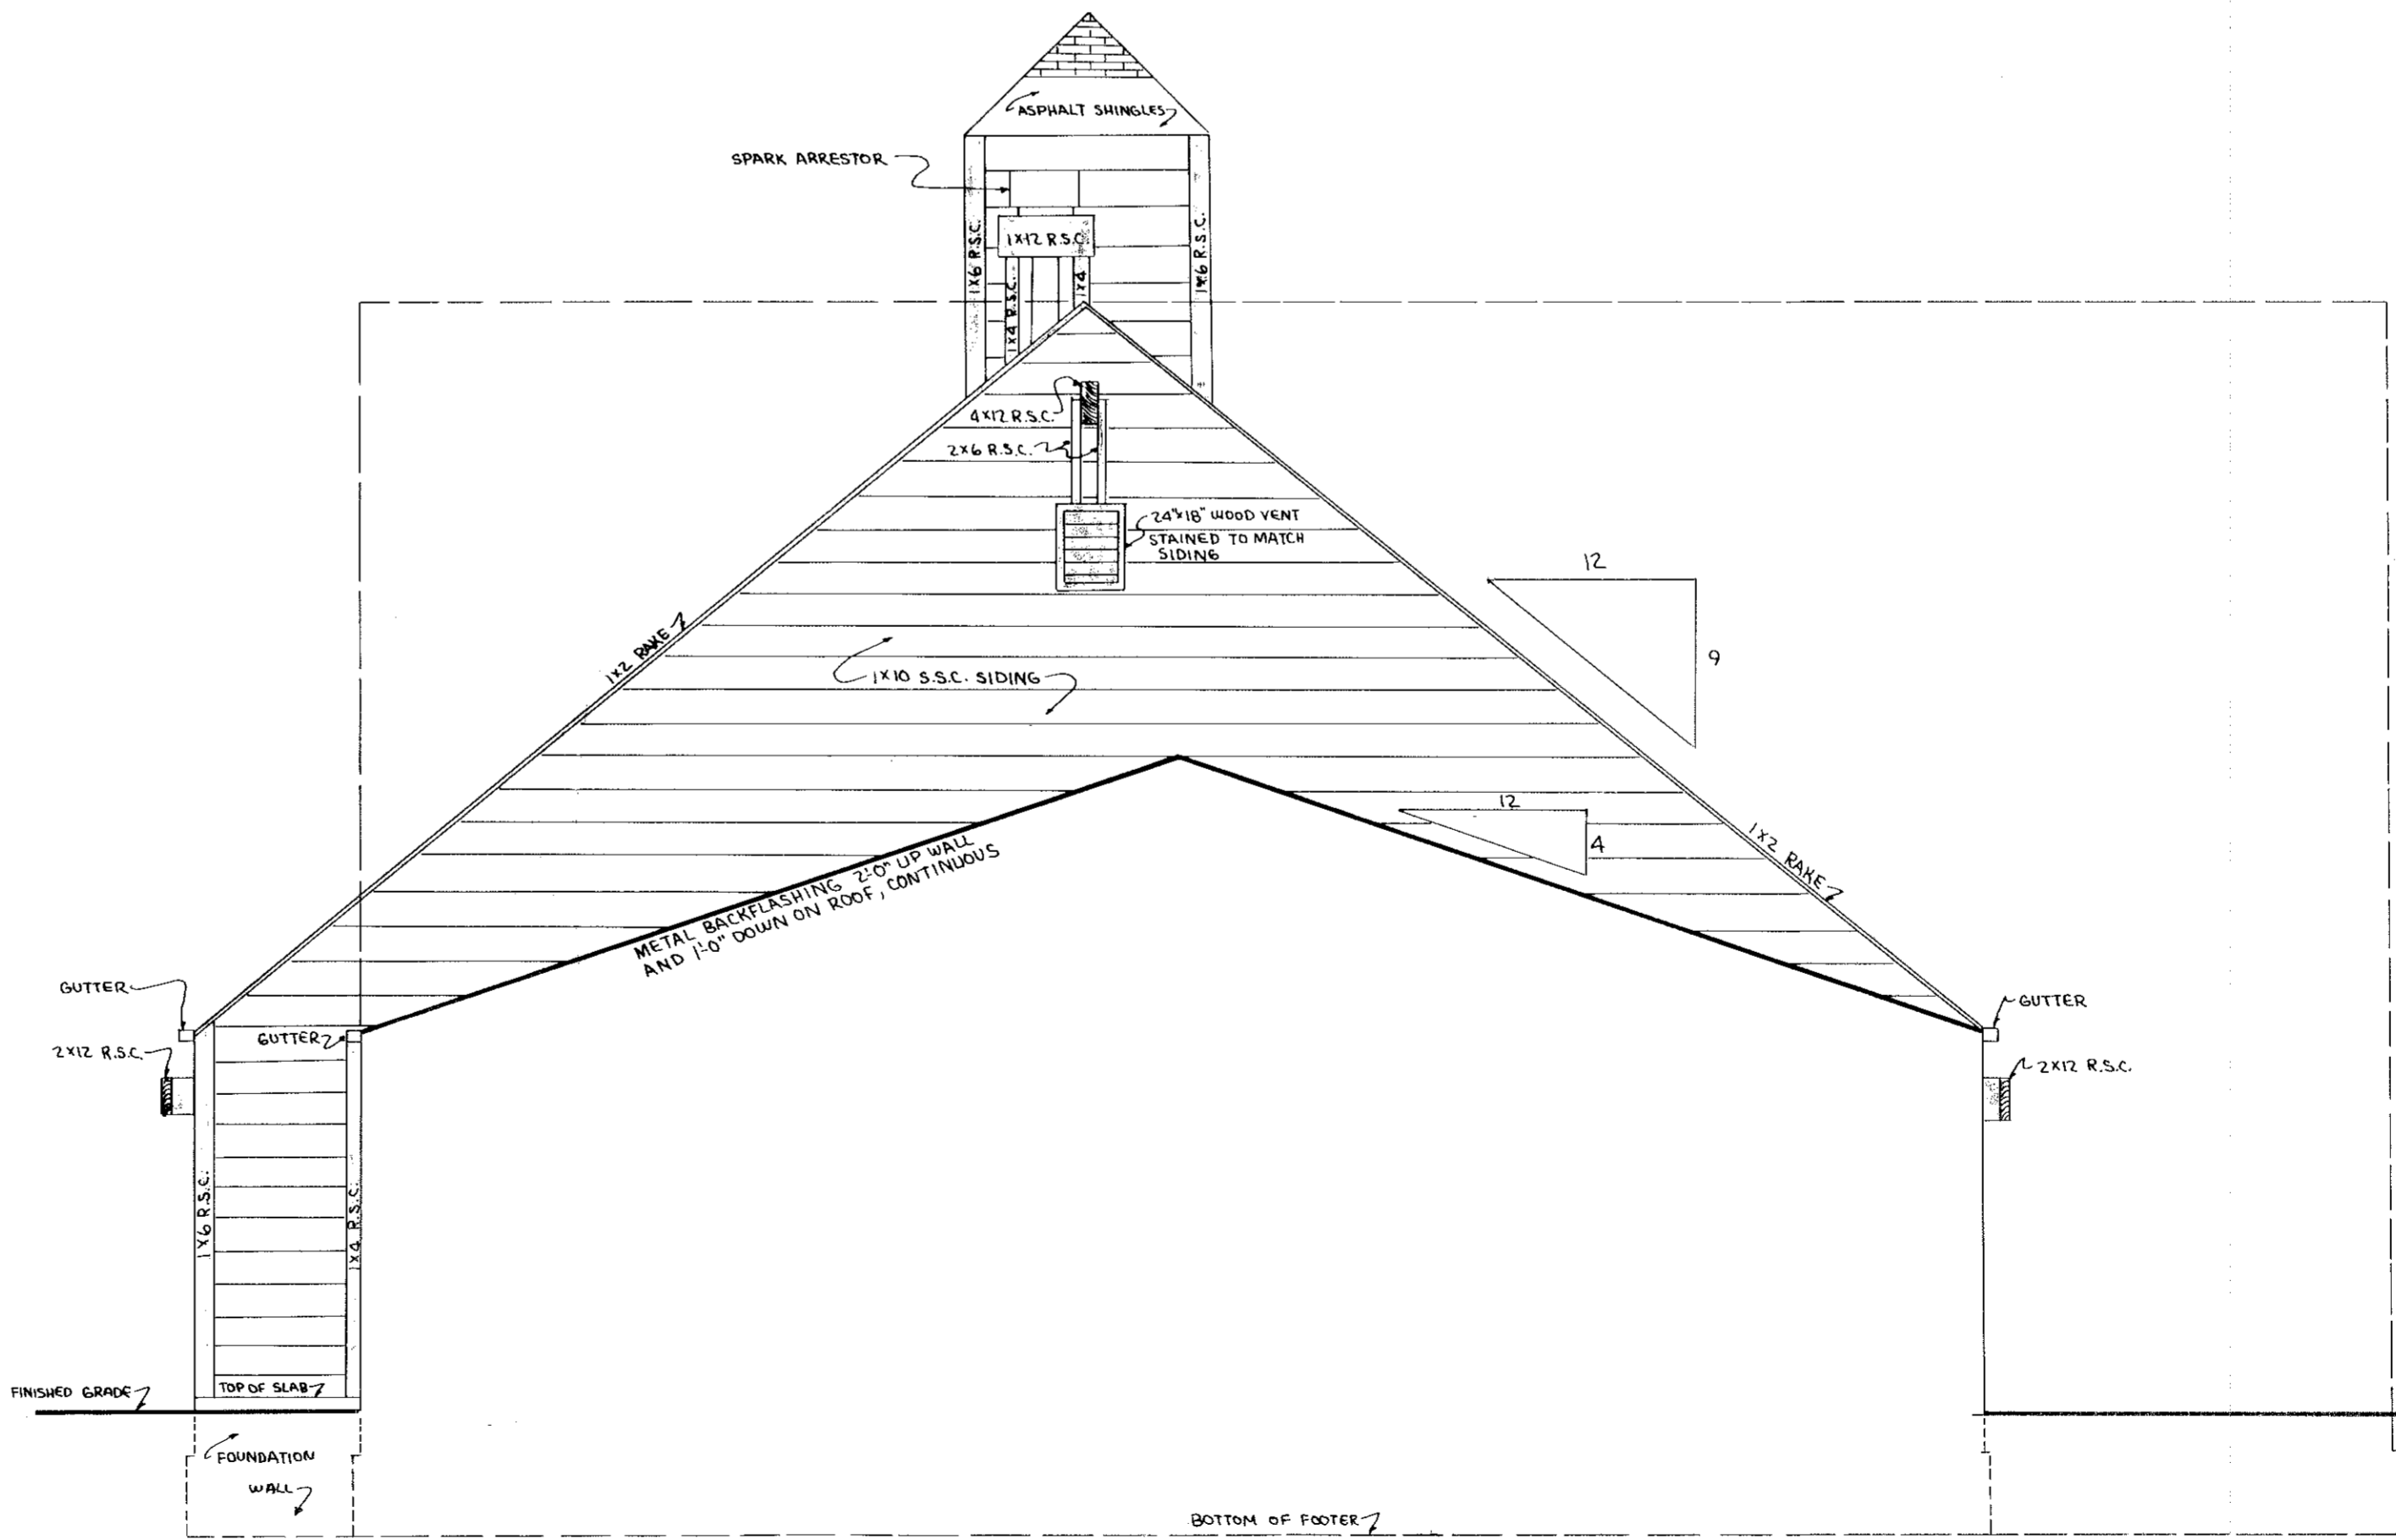 ASPHALT SHINGLES
SPARK ARRESTOR
1X6 R.S.C.
1X12 R.S.C.
1X6 R.S.C.
1X4 R.S.C.
1X4
4X12 R.S.C.
2X6 R.S.C.
24"X18" WOOD VENT
STAINED TO MATCH
SIDING
12
9
1X2 RAKE
1X10 S.S.C. SIDING
12
4
1X2 RAKE
METAL BACKFLASHING 2'-0" UP WALL
AND 1'-0" DOWN ON ROOF, CONTINUOUS
GUTTER
GUTTER
GUTTER
2X12 R.S.C.
2X12 R.S.C.
1X6 R.S.C.
1X4 R.S.C.
TOP OF SLAB
FINISHED GRADE
FOUNDATION
WALL
BOTTOM OF FOOTER